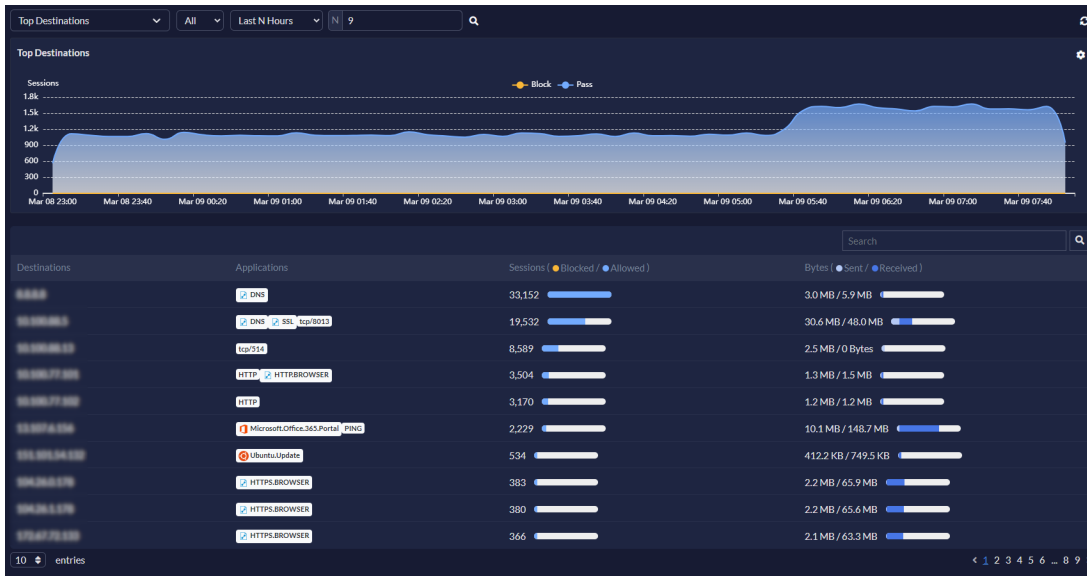 Top Destinations All Last N Hours N 9
Top Destinations
Sessions
Block Pass
1.8k
1.5k
1.2k
900
600
300
0
Mar 08 23:00 Mar 08 23:40 Mar 09 00:20 Mar 09 01:00 Mar 09 01:40 Mar 09 02:20 Mar 09 03:00 Mar 09 03:40 Mar 09 04:20 Mar 09 05:00 Mar 09 05:40 Mar 09 06:20 Mar 09 07:00 Mar 09 07:40
Search
Destinations Applications Sessions ( Blocked / Allowed ) Bytes ( Sent / Received )
DNS 33,152 3.0 MB / 5.9 MB
DNS SSL tcp/8013 19,532 30.6 MB / 48.0 MB
tcp/514 8,589 2.5 MB / 0 Bytes
HTTP HTTP.BROWSER 3,504 1.3 MB / 1.5 MB
HTTP 3,170 1.2 MB / 1.2 MB
Microsoft.Office.365.Portal PING 2,229 10.1 MB / 148.7 MB
Ubuntu.Update 534 412.2 KB / 749.5 KB
HTTPS.BROWSER 383 2.2 MB / 65.9 MB
HTTPS.BROWSER 380 2.2 MB / 65.6 MB
HTTPS.BROWSER 366 2.1 MB / 63.3 MB
10 entries < 1 2 3 4 5 6 ... 8 9